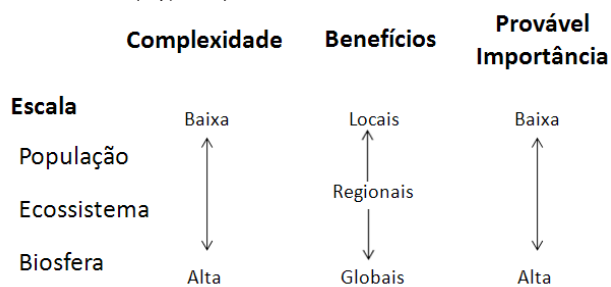 Complexidade Benefícios Provável Importância
Escala
Baixa Locais Baixa
População
Regionais
Ecossistema
Biosfera
Alta Globais Alta